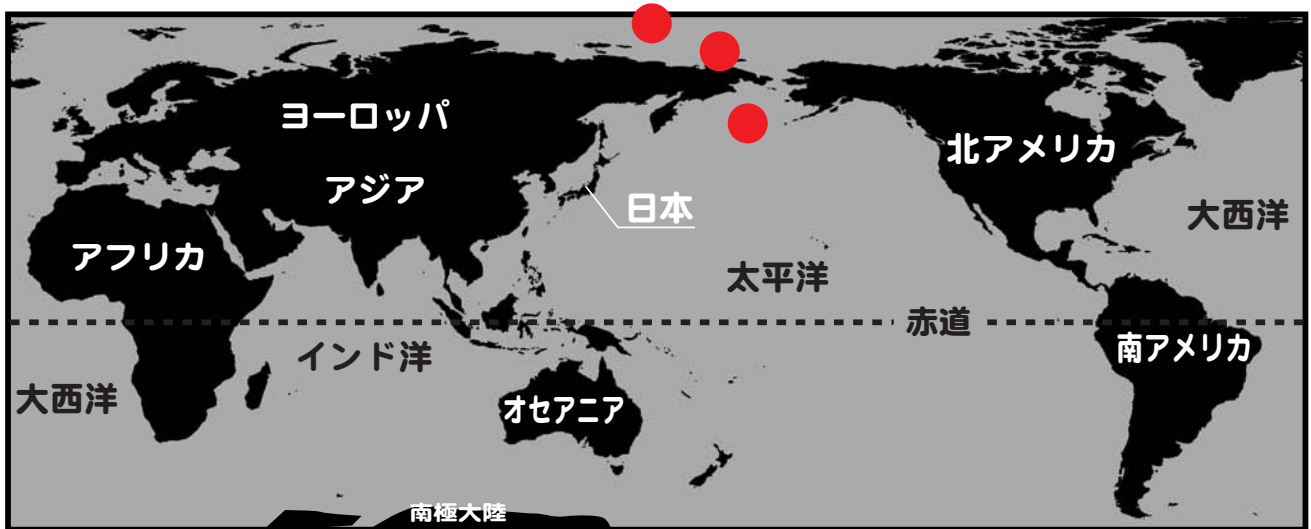 ヨーロッパ
北アメリカ
アジア
日本
大西洋
アフリカ
太平洋
赤道
インド洋
南アメリカ
大西洋
オセアニア
南極大陸